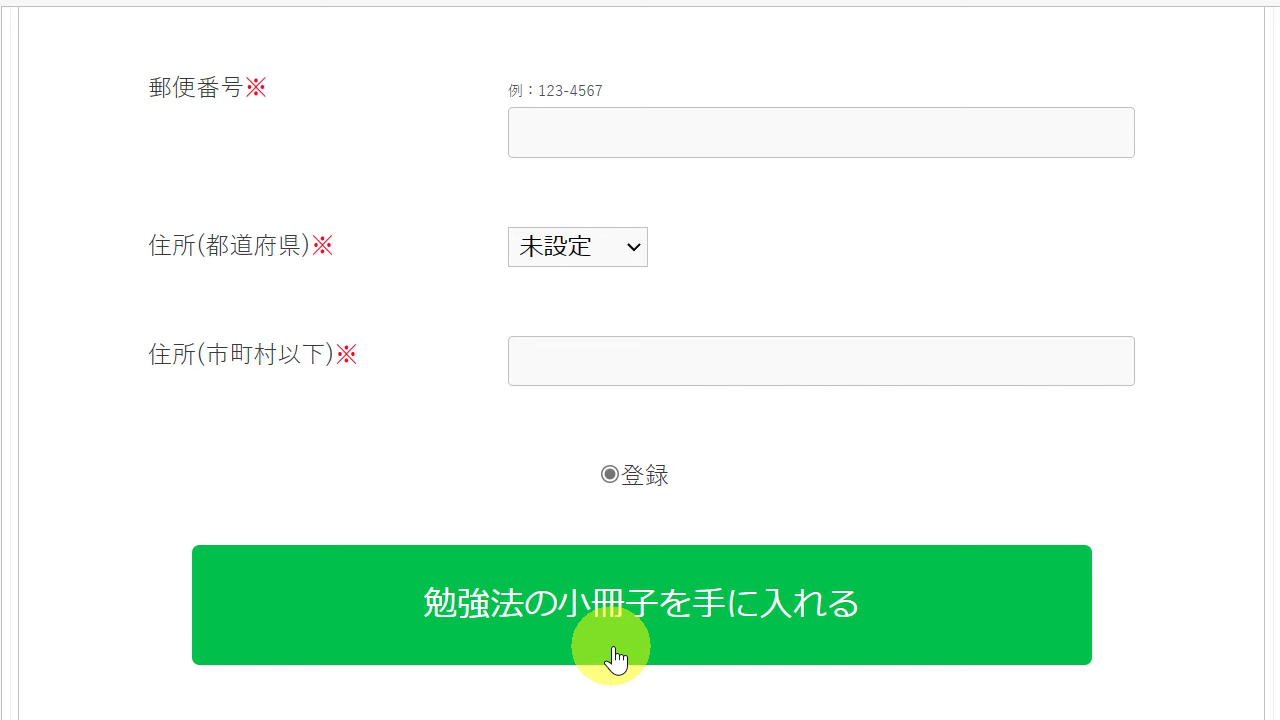 郵便番号※
例：123-4567
住所(都道府県)※
未設定
住所(市町村以下)※
登録
勉強法の小冊子を手に入れる